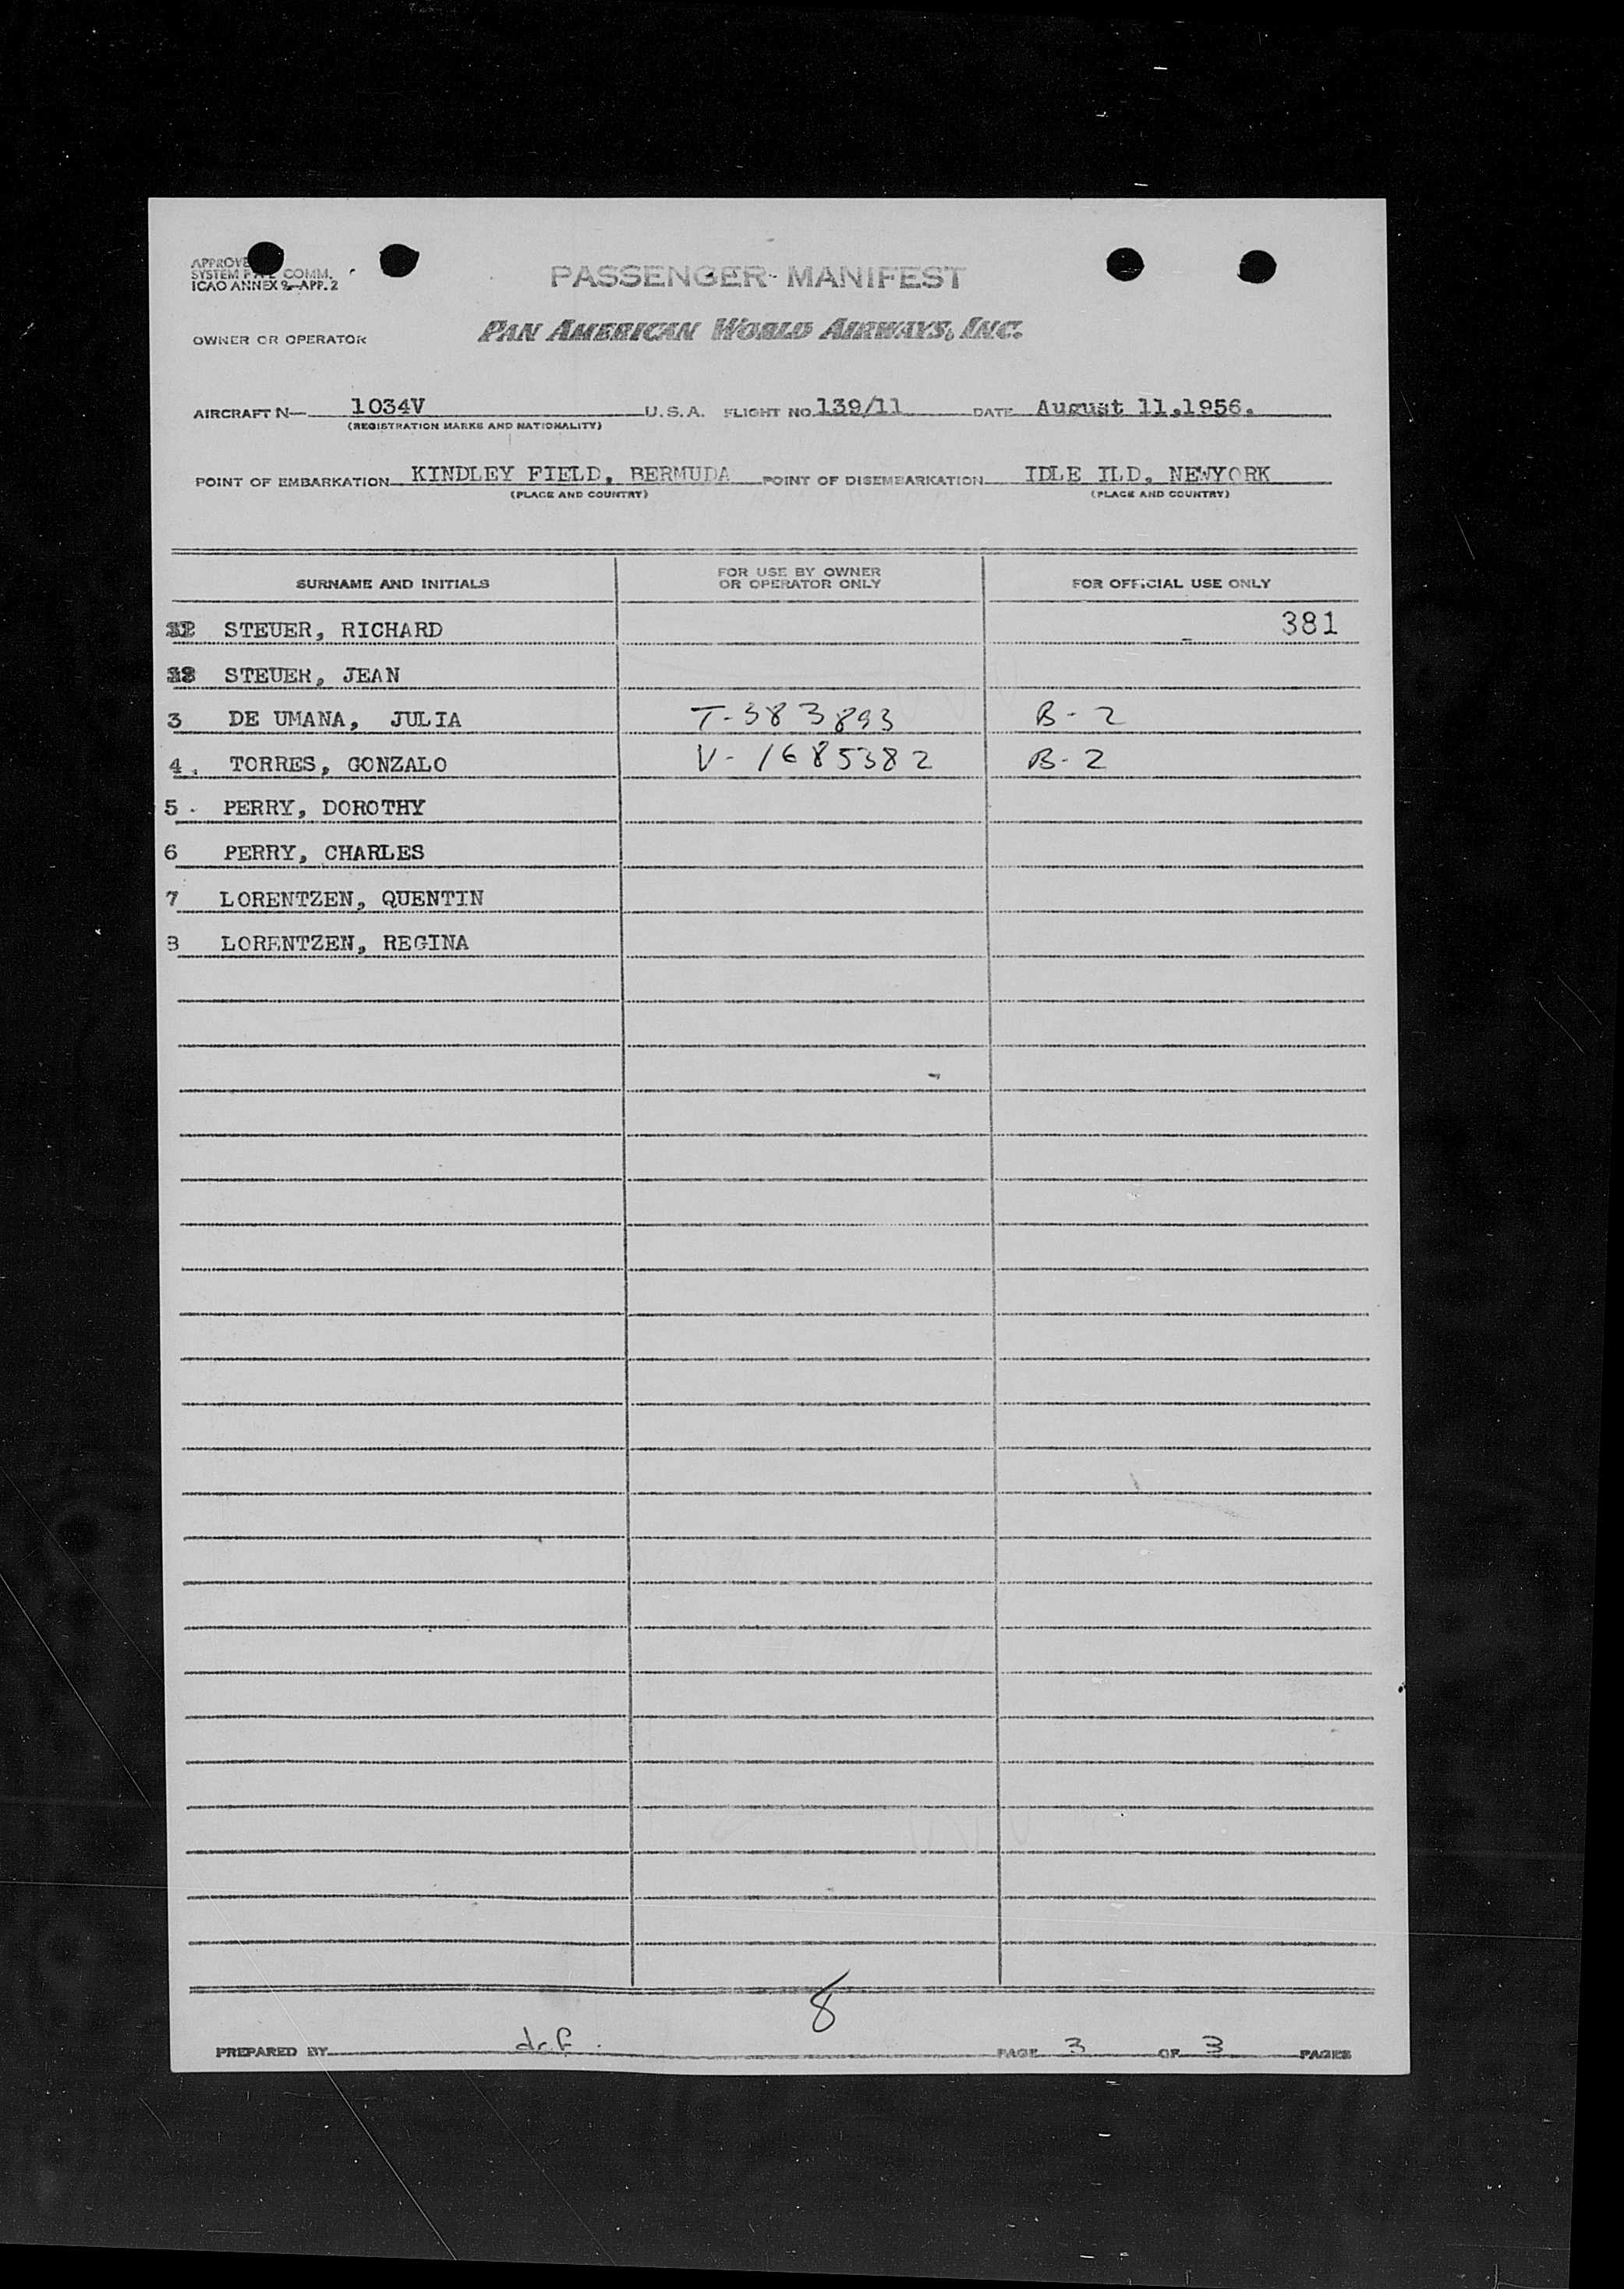 APPROVE
SYSTEM COMM.
ICAO ANNEX 9—APP. 2
PASSENGER MANIFEST
OWNER OR OPERATOR PAN AMERICAN WORLD AIRWAYS, INC.
AIRCRAFT N— 1034V U.S.A. FLIGHT NO. 139/11 DATE August 11,1956.
(REGISTRATION MARKS AND NATIONALITY)
POINT OF EMBARKATION KINDLEY FIELD, BERMUDA POINT OF DISEMBARKATION IDLE ILD, NEWYORK
(PLACE AND COUNTRY) (PLACE AND COUNTRY)
SURNAME AND INITIALS FOR USE BY OWNER OR OPERATOR ONLY FOR OFFICIAL USE ONLY
STEUER, RICHARD 381
STEUER, JEAN
3 DE UMANA, JULIA T-383893 B-2
4. TORRES, GONZALO V-1685382 B-2
5. PERRY, DOROTHY
6 PERRY, CHARLES
7 LORENTZEN, QUENTIN
8 LORENTZEN, REGINA
8
PREPARED BY PAGE 3 OF 3 PAGES